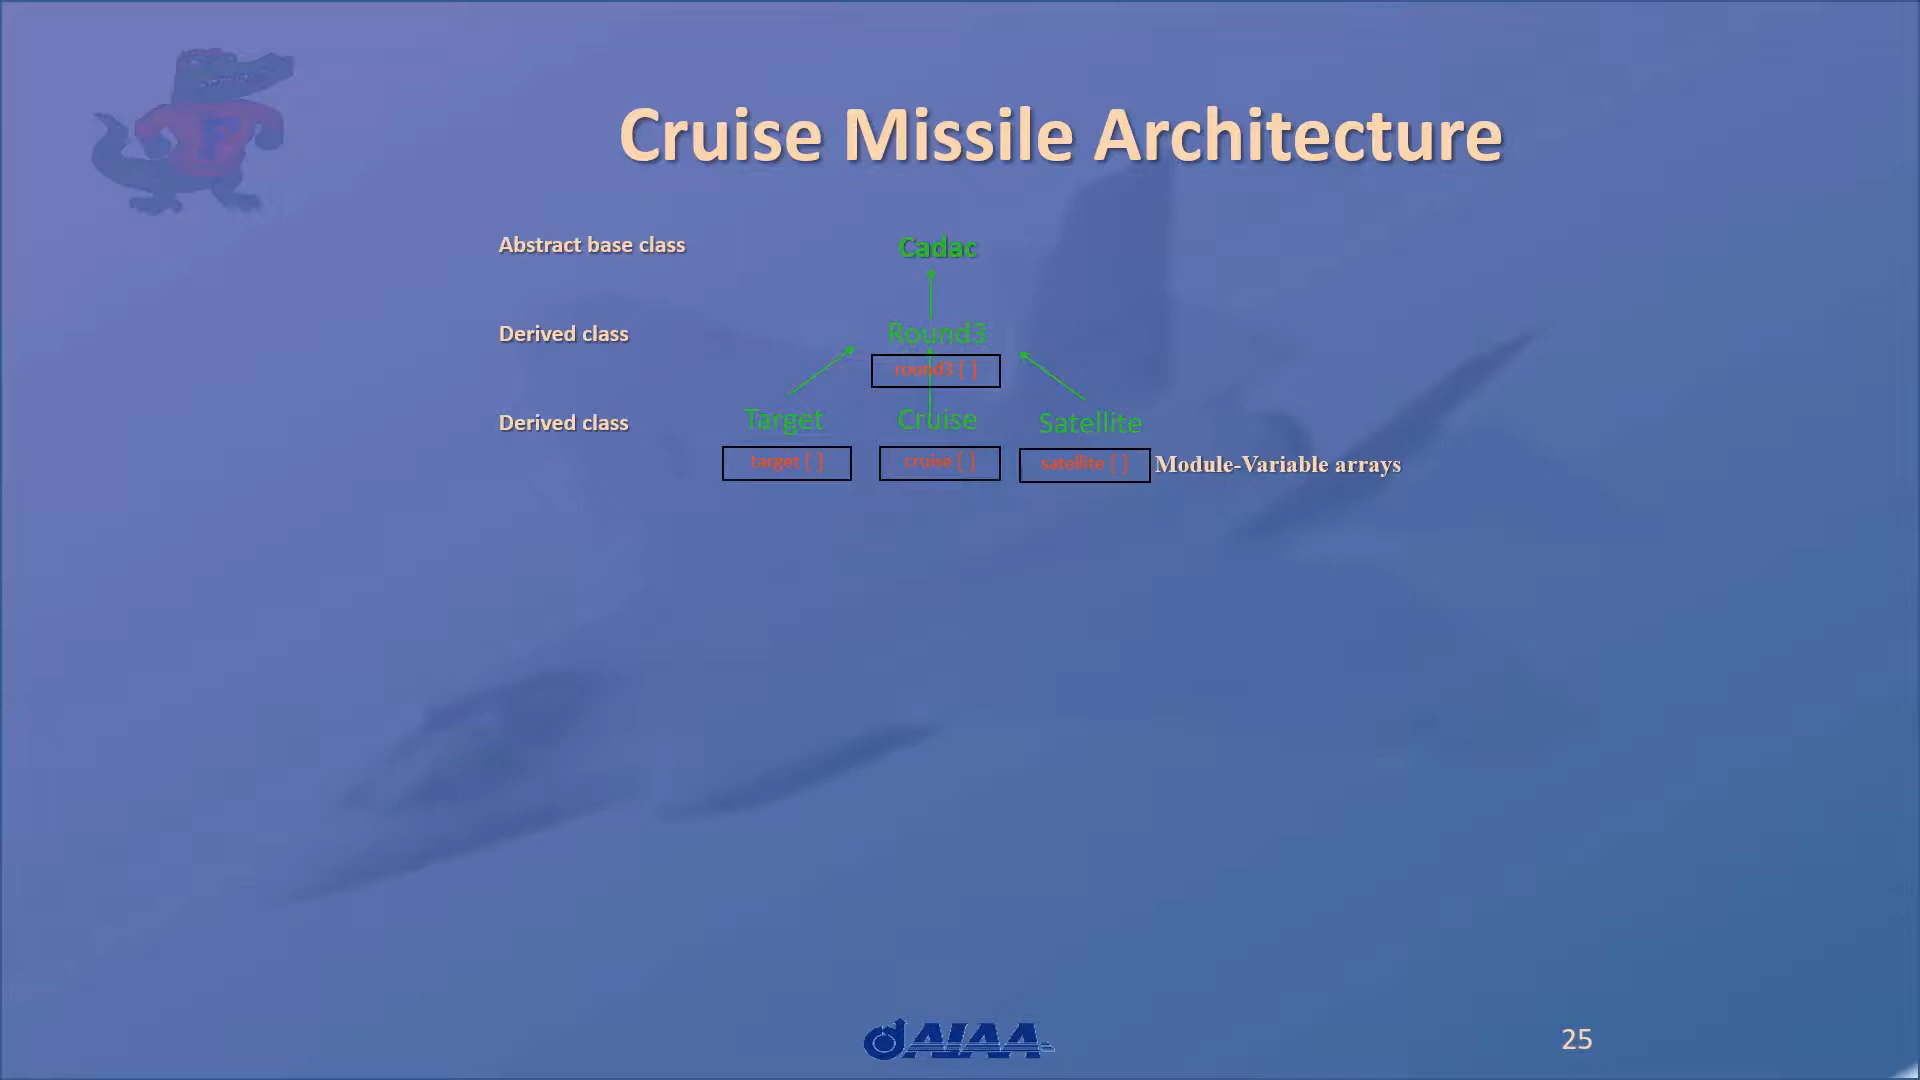 Cruise Missile Architecture
Abstract base class
Cadac
Derived class
Round3
round3 [ ]
Derived class
Target
Cruise
Satellite
target [ ]
cruise [ ]
satellite [ ]
Module-Variable arrays
F
AIAA
25